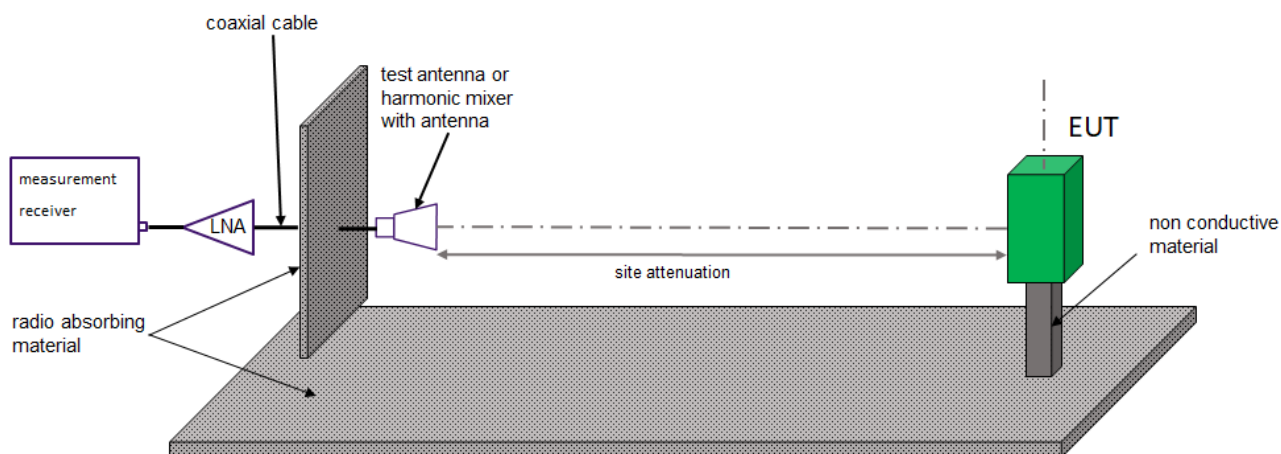 coaxial cable
test antenna or
harmonic mixer
with antenna
EUT
measurement
receiver
LNA
non conductive
material
site attenuation
radio absorbing
material